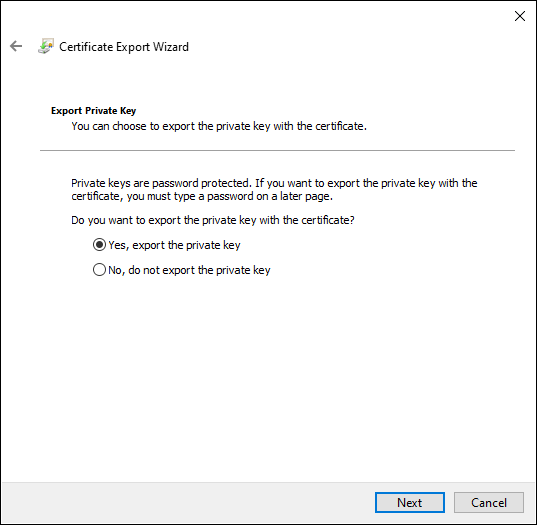 Certificate Export Wizard
Export Private Key
You can choose to export the private key with the certificate.
Private keys are password protected. If you want to export the private key with the
certificate, you must type a password on a later page.
Do you want to export the private key with the certificate?
Yes, export the private key
No, do not export the private key
Next
Cancel